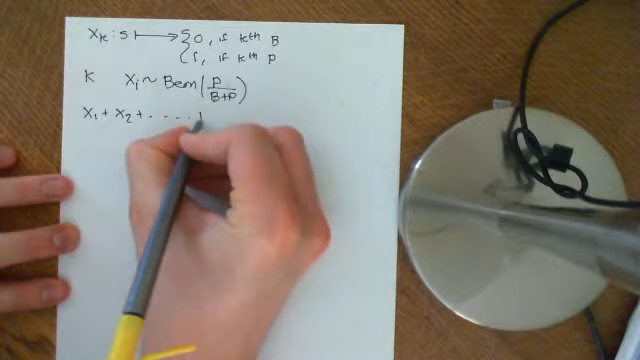 X_k : S ⟼ { 0, if kth B
{ 1, if kth P
k X_i ~ Bern(P/(B+P))
X_1 + X_2 + . . . .